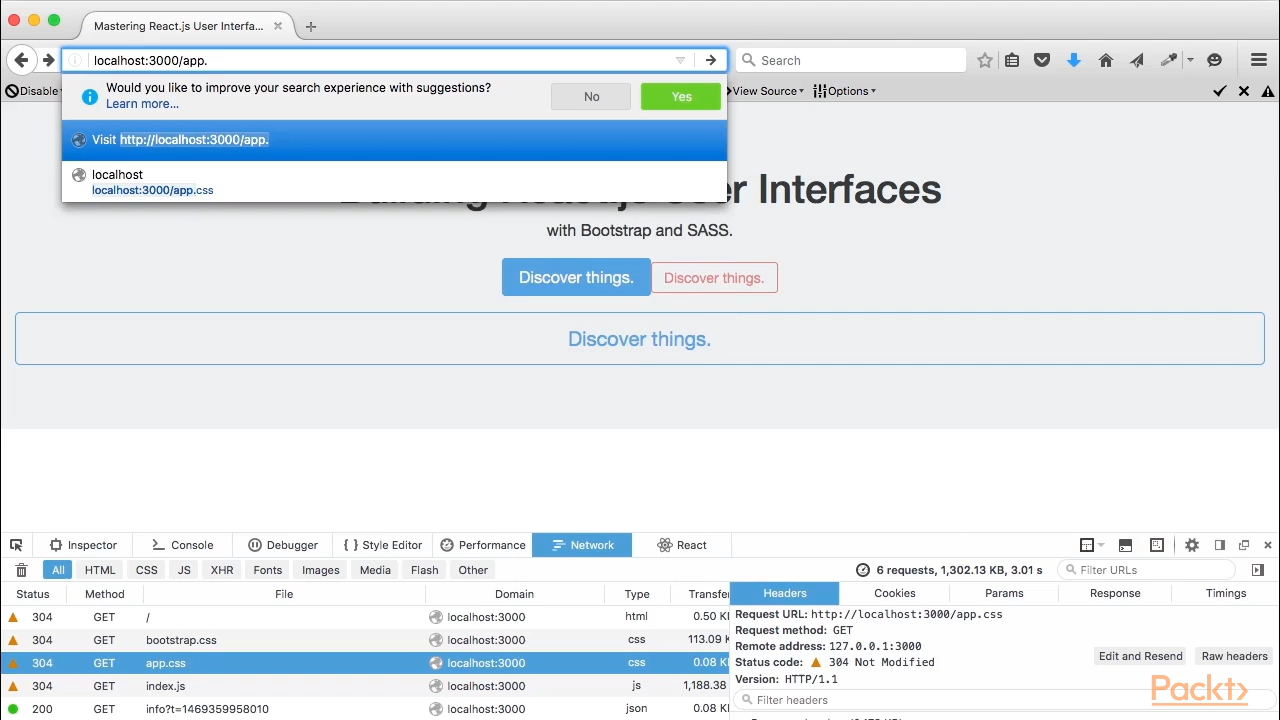 Mastering React.js User Interfa...
localhost:3000/app.
Search
Would you like to improve your search experience with suggestions?
Learn more...
No
Yes
Disable
View Source
Options
Visit http://localhost:3000/app.
localhost
localhost:3000/app.css
Building React.js User Interfaces
with Bootstrap and SASS.
Discover things. Discover things.
Discover things.
Inspector Console Debugger { } Style Editor Performance Network React
All HTML CSS JS XHR Fonts Images Media Flash Other 6 requests, 1,302.13 KB, 3.01 s Filter URLs
Status Method File Domain Type Transfe
304 GET / localhost:3000 html 0.50 K
304 GET bootstrap.css localhost:3000 css 113.09 K
304 GET app.css localhost:3000 css 0.08 K
304 GET index.js localhost:3000 js 1,188.38
200 GET info?t=1469359958010 localhost:3000 json 0.08 K
Headers Cookies Params Response Timings
Request URL: http://localhost:3000/app.css
Request method: GET
Remote address: 127.0.0.1:3000
Status code: 304 Not Modified
Edit and Resend Raw headers
Version: HTTP/1.1
Filter headers
Packt